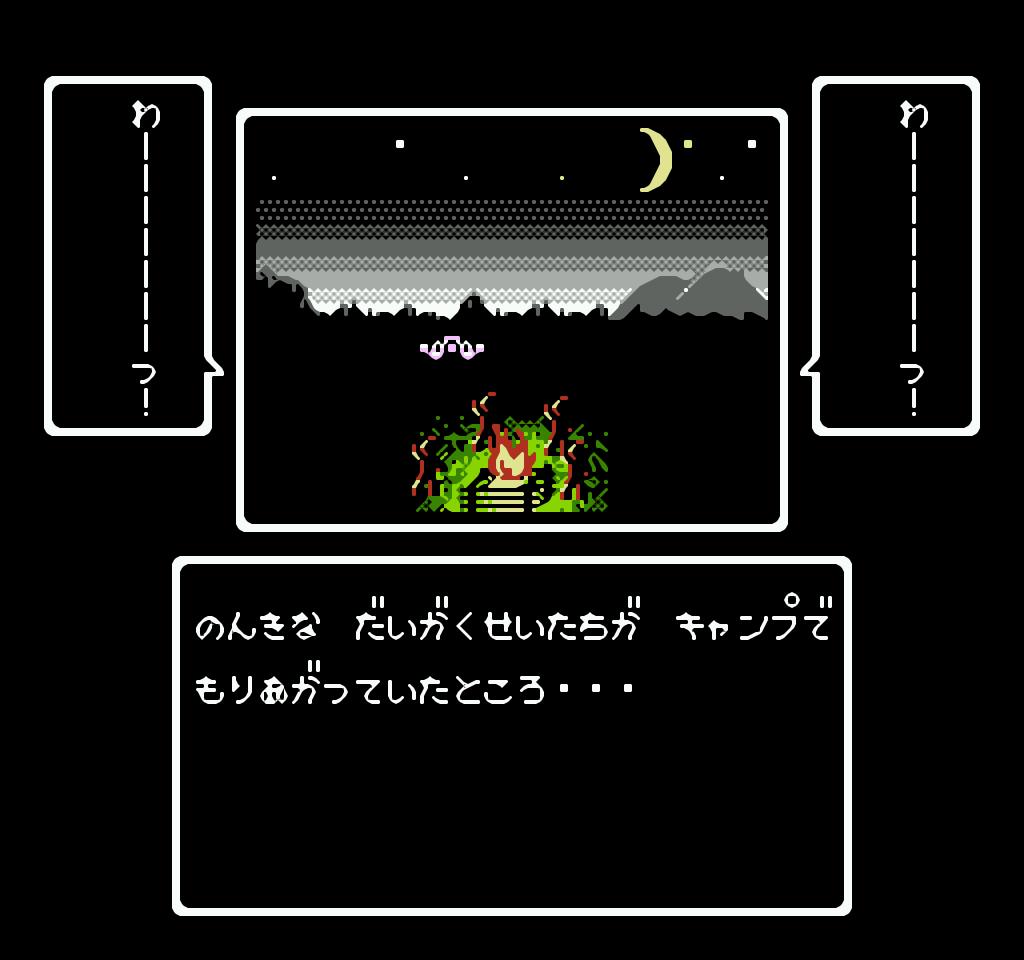 わーーーーーーーっ!
わーーーーーーーっ!
のんきな　だいがくせいたちが　キャンプで
もりあがっていたところ・・・